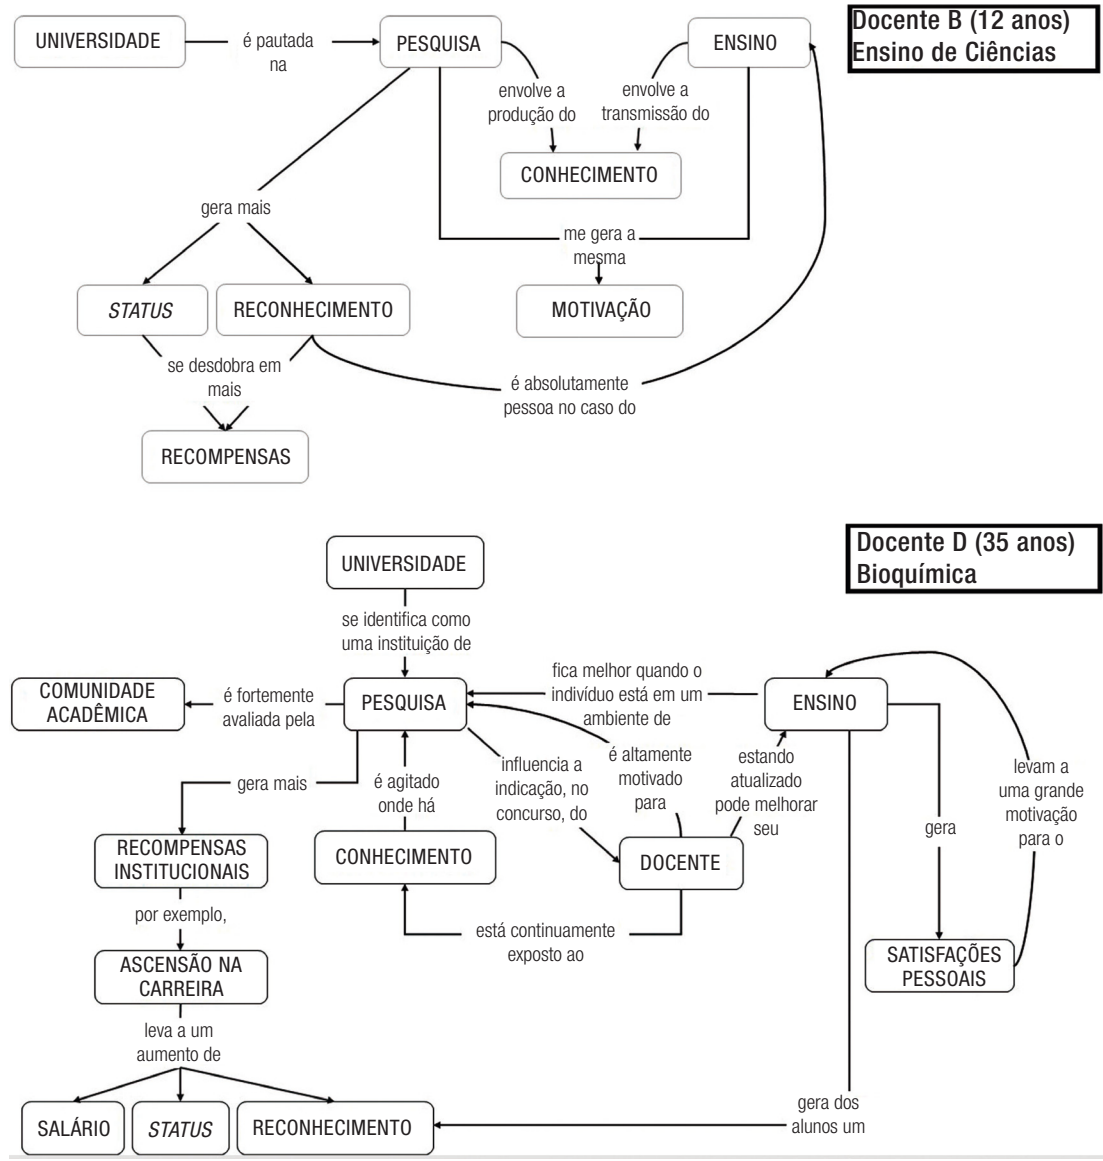 Docente B (12 anos)
Ensino de Ciências
UNIVERSIDADE
é pautada
na
PESQUISA
ENSINO
envolve a
produção do
envolve a
transmissão do
CONHECIMENTO
gera mais
me gera a
mesma
STATUS
RECONHECIMENTO
MOTIVAÇÃO
se desdobra em
mais
é absolutamente
pessoa no caso do
RECOMPENSAS
Docente D (35 anos)
Bioquímica
UNIVERSIDADE
se identifica como
uma instituição de
COMUNIDADE
ACADÊMICA
é fortemente
avaliada pela
PESQUISA
fica melhor quando o
indivíduo está em um
ambiente de
ENSINO
gera mais
é agitado
onde há
influencia a
indicação, no
concurso, do
é altamente
motivado
para
estando
atualizado
pode melhorar
seu
gera
levam a
uma grande
motivação
para o
RECOMPENSAS
INSTITUCIONAIS
CONHECIMENTO
DOCENTE
por exemplo,
está continuamente
exposto ao
ASCENSÃO NA
CARREIRA
SATISFAÇÕES
PESSOAIS
leva a um
aumento de
SALÁRIO
STATUS
RECONHECIMENTO
gera dos
alunos um